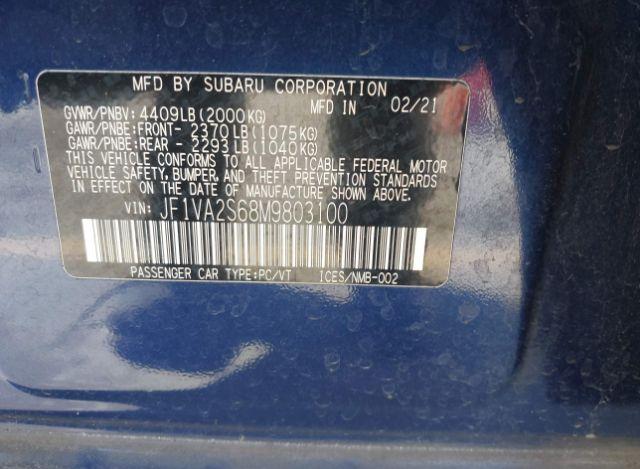 MFD BY SUBARU CORPORATION
MFD IN 02/21
GVWR/PNBV: 4409LB(2000KG)
GAWR/PNBE:FRONT- 2370LB(1075KG)
GAWR/PNBE:REAR - 2293LB(1040KG)
THIS VEHICLE CONFORMS TO ALL APPLICABLE FEDERAL MOTOR
VEHICLE SAFETY, BUMPER, AND THEFT PREVENTION STANDARDS
IN EFFECT ON THE DATE OF MANUFACTURE SHOWN ABOVE.
VIN: JF1VA2S68M9803100
PASSENGER CAR TYPE:PC/VT ICES/NMB-002